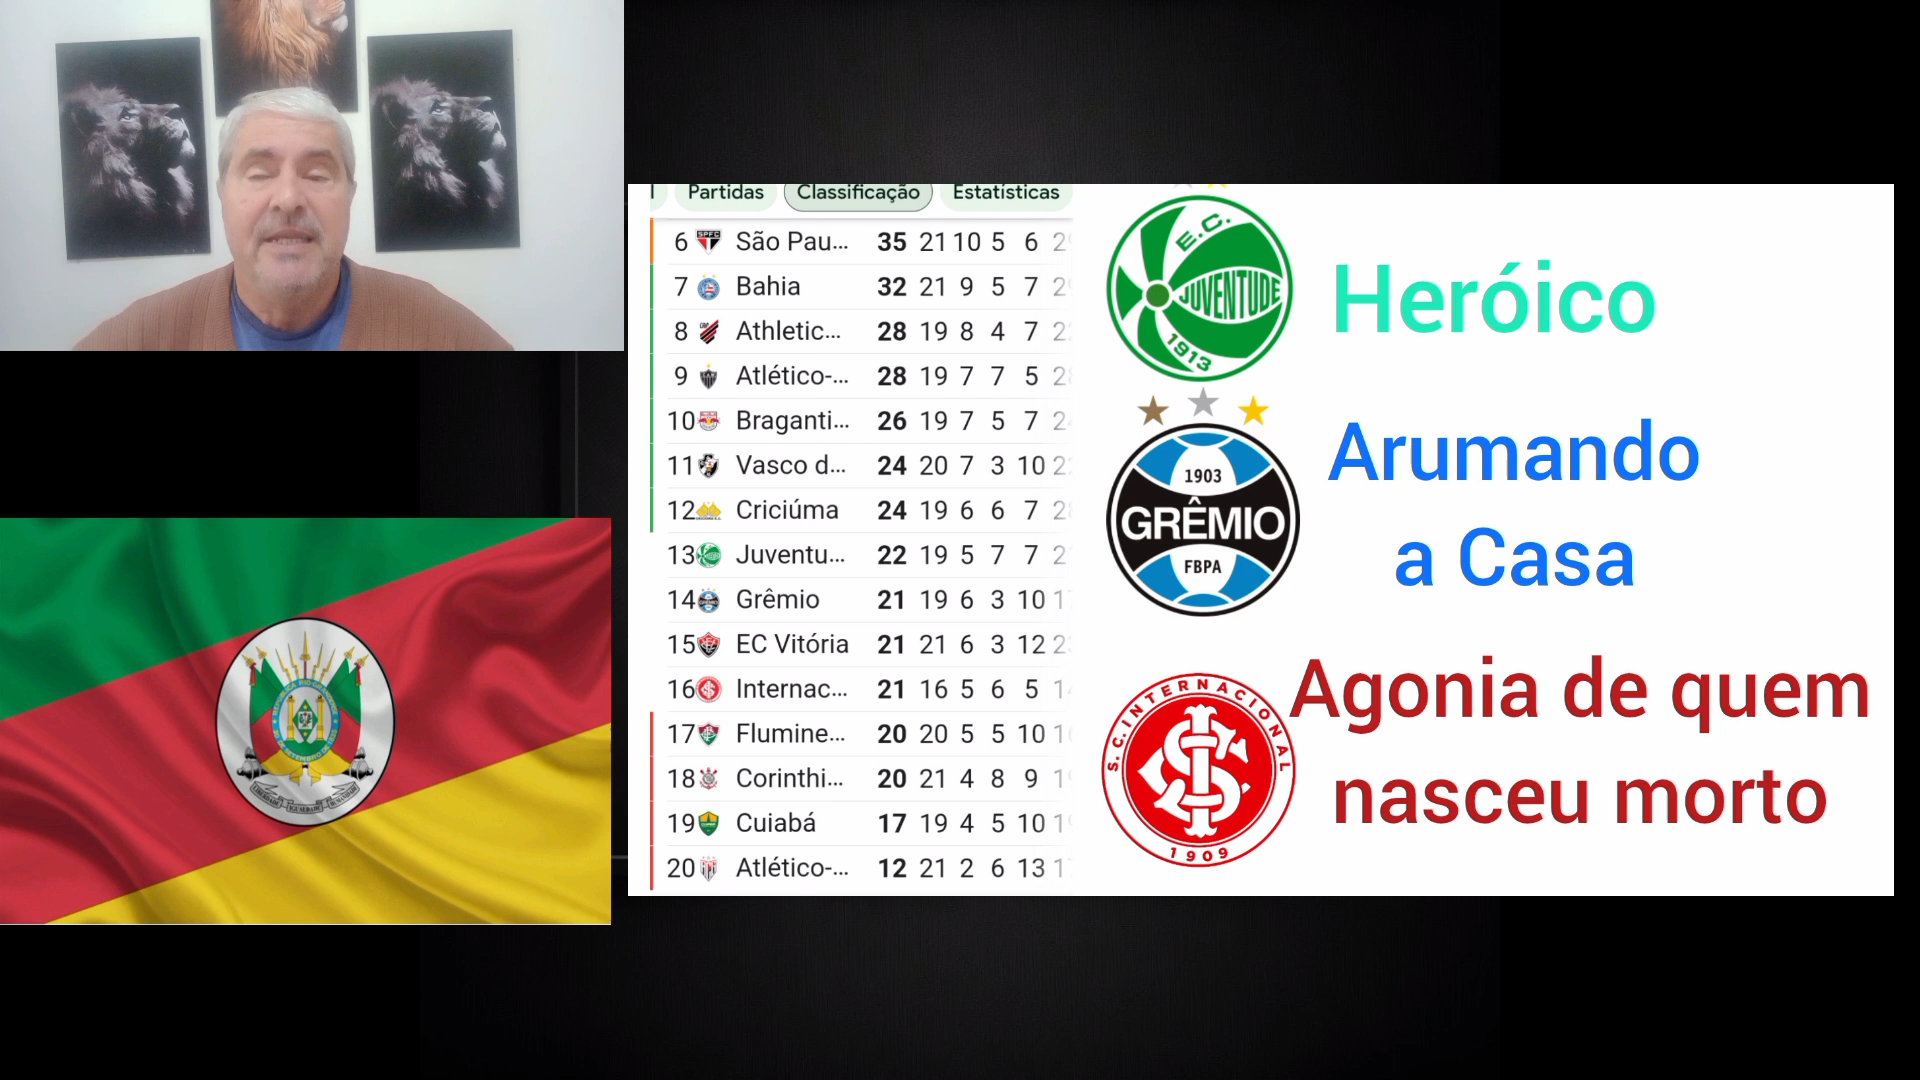 Partidas Classificação Estatísticas
6 São Pau... 35 21 10 5 6
7 Bahia 32 21 9 5 7
8 Athletic... 28 19 8 4 7
9 Atlético-... 28 19 7 7 5
10 Braganti... 26 19 7 5 7
11 Vasco d... 24 20 7 3 10
12 Criciúma 24 19 6 6 7
13 Juventu... 22 19 5 7 7
14 Grêmio 21 19 6 3 10
15 EC Vitória 21 21 6 3 12
16 Internac... 21 16 5 6 5
17 Flumine... 20 20 5 5 10
18 Corinthi... 20 21 4 8 9
19 Cuiabá 17 19 4 5 10
20 Atlético-... 12 21 2 6 13
E.C.
JUVENTUDE
1913
Heróico
1903
GRÊMIO
FBPA
Arumando
a Casa
S.C. INTERNACIONAL
1909
Agonia de quem
nasceu morto